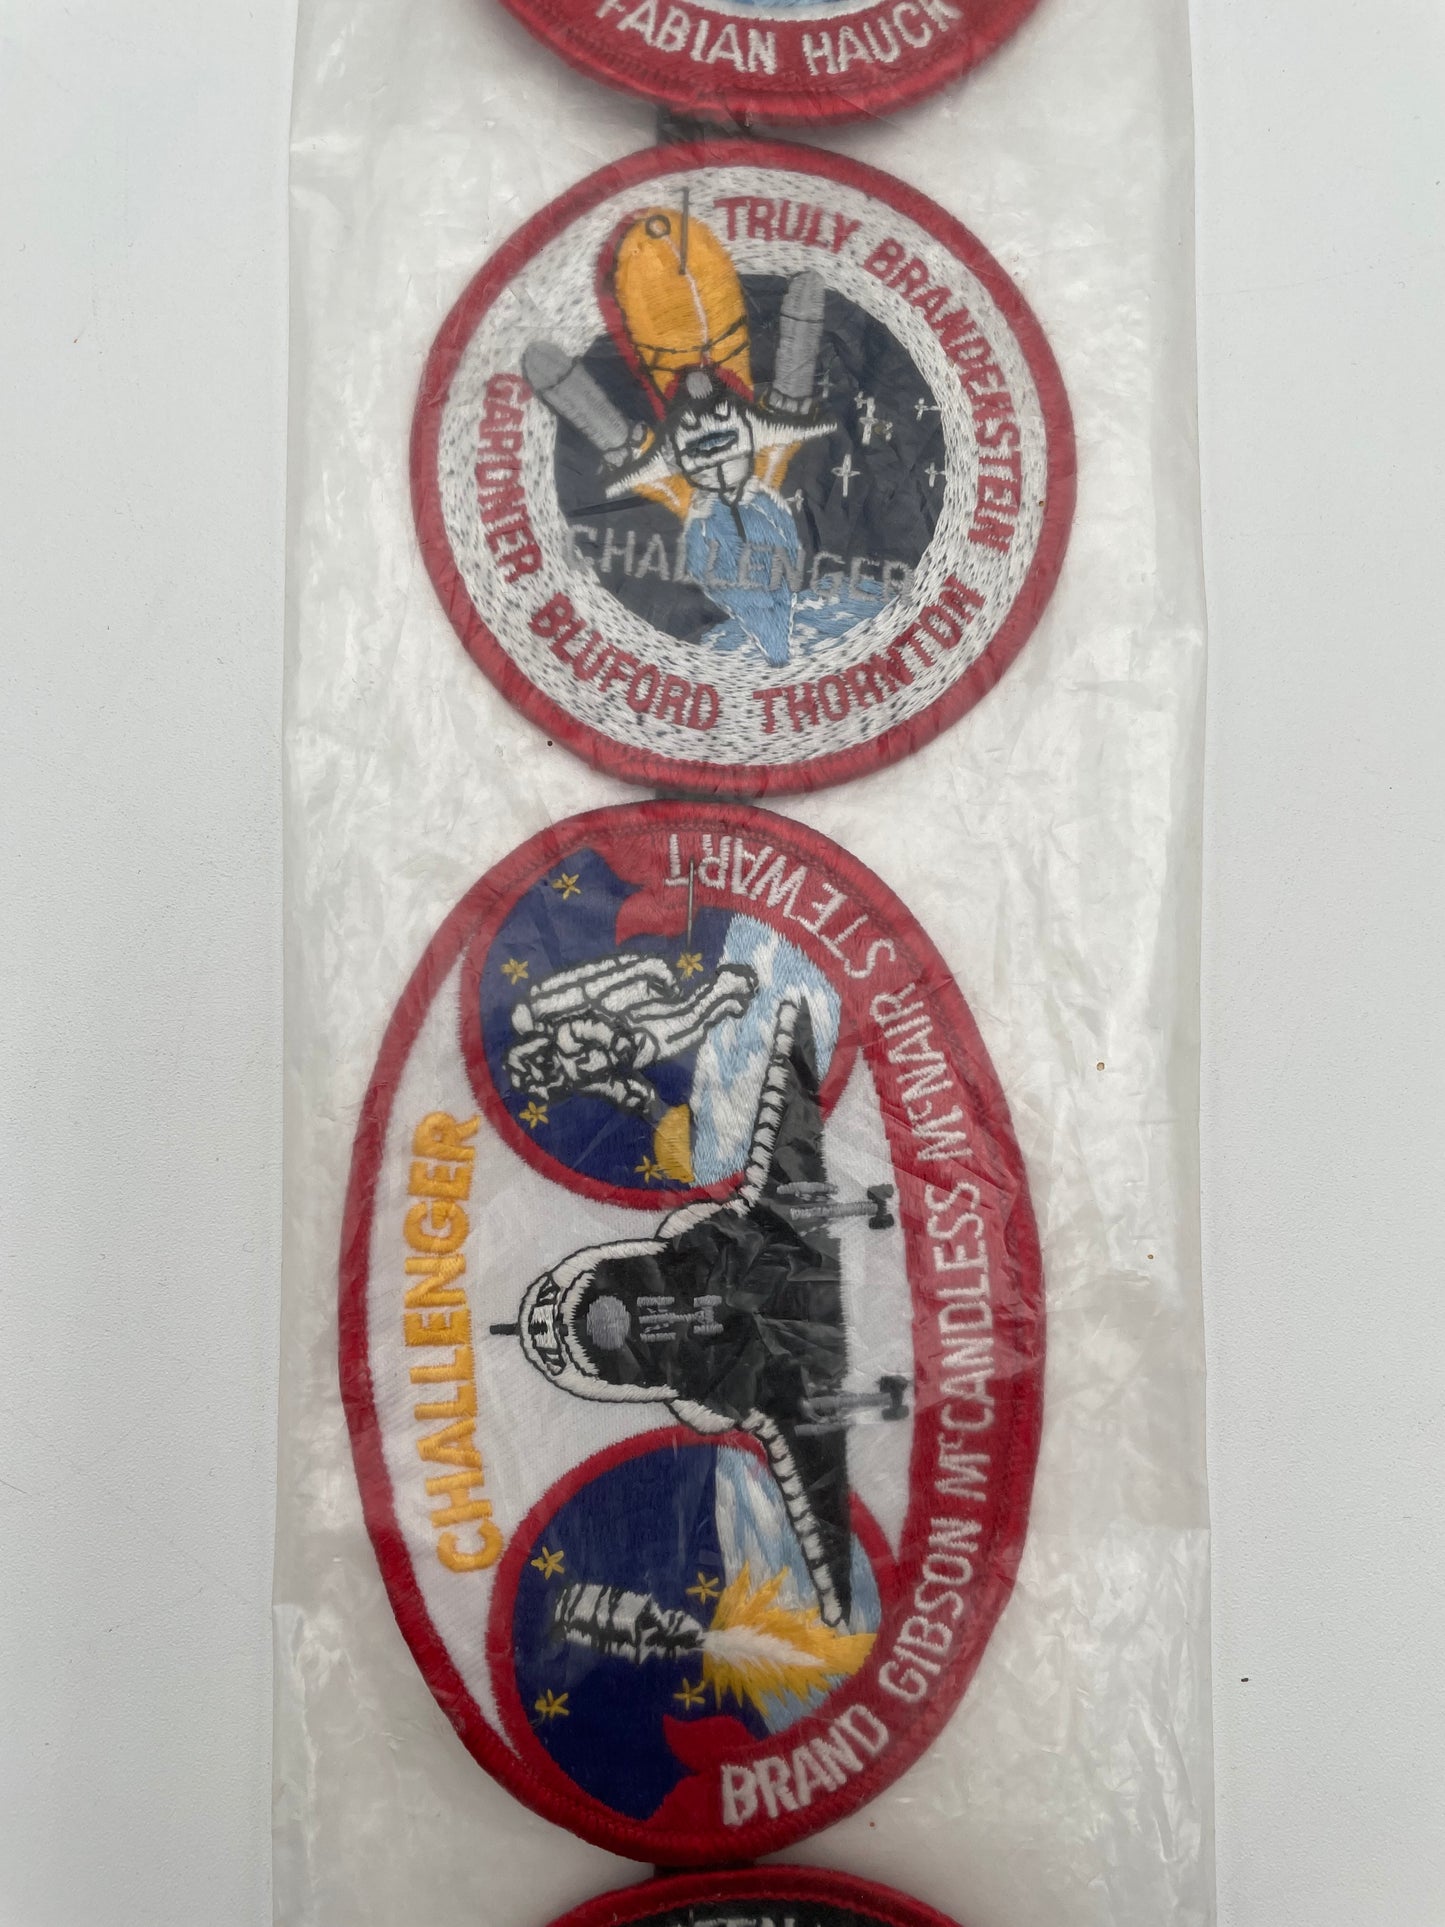 FABIAN HAUCK
TRULY BRANDENSTEIN
THORNTON BLUFORD GARDNER
CHALLENGER
CHALLENGER
BRAND GIBSON McCANDLESS McNAIR STEWART